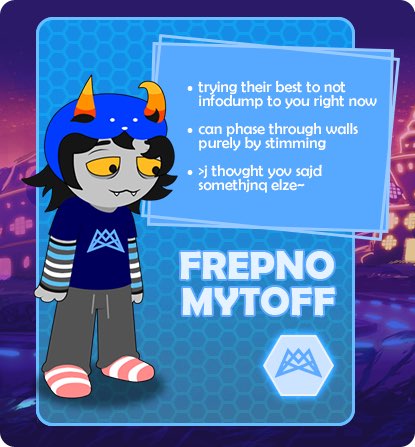 • trying their best to not
infodump to you right now
• can phase through walls
purely by stimming
• >j thovght yov sajd
somethjnq elze~
FREPNO
MYTOFF